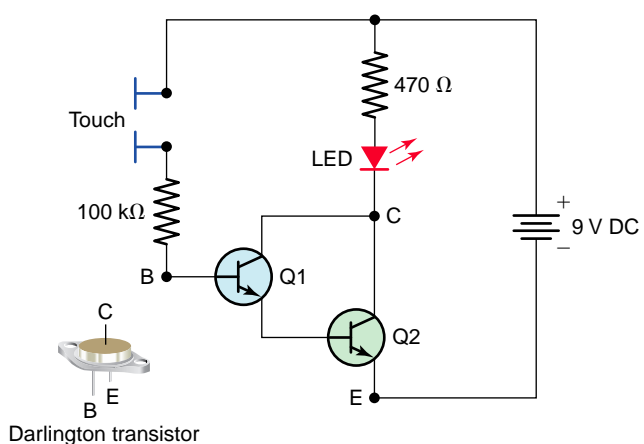 470 Ω
Touch
LED
100 kΩ
C
+
9 V DC
−
B
Q1
C
Q2
E
B
E
Darlington transistor